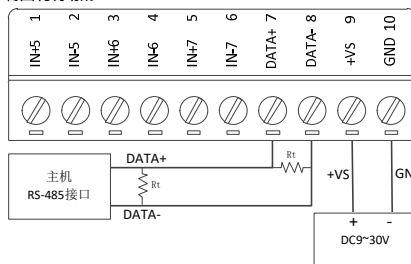 1 2 3 4 5 6 7 8 9 10
IN+5 IN-5 IN+6 IN-6 IN+5 IN-7 DATA+ DATA- +VS GND
主机
RS-485接口
DATA+
Rt
DATA-
Rt
+VS
GN
+ -
DC9~30V